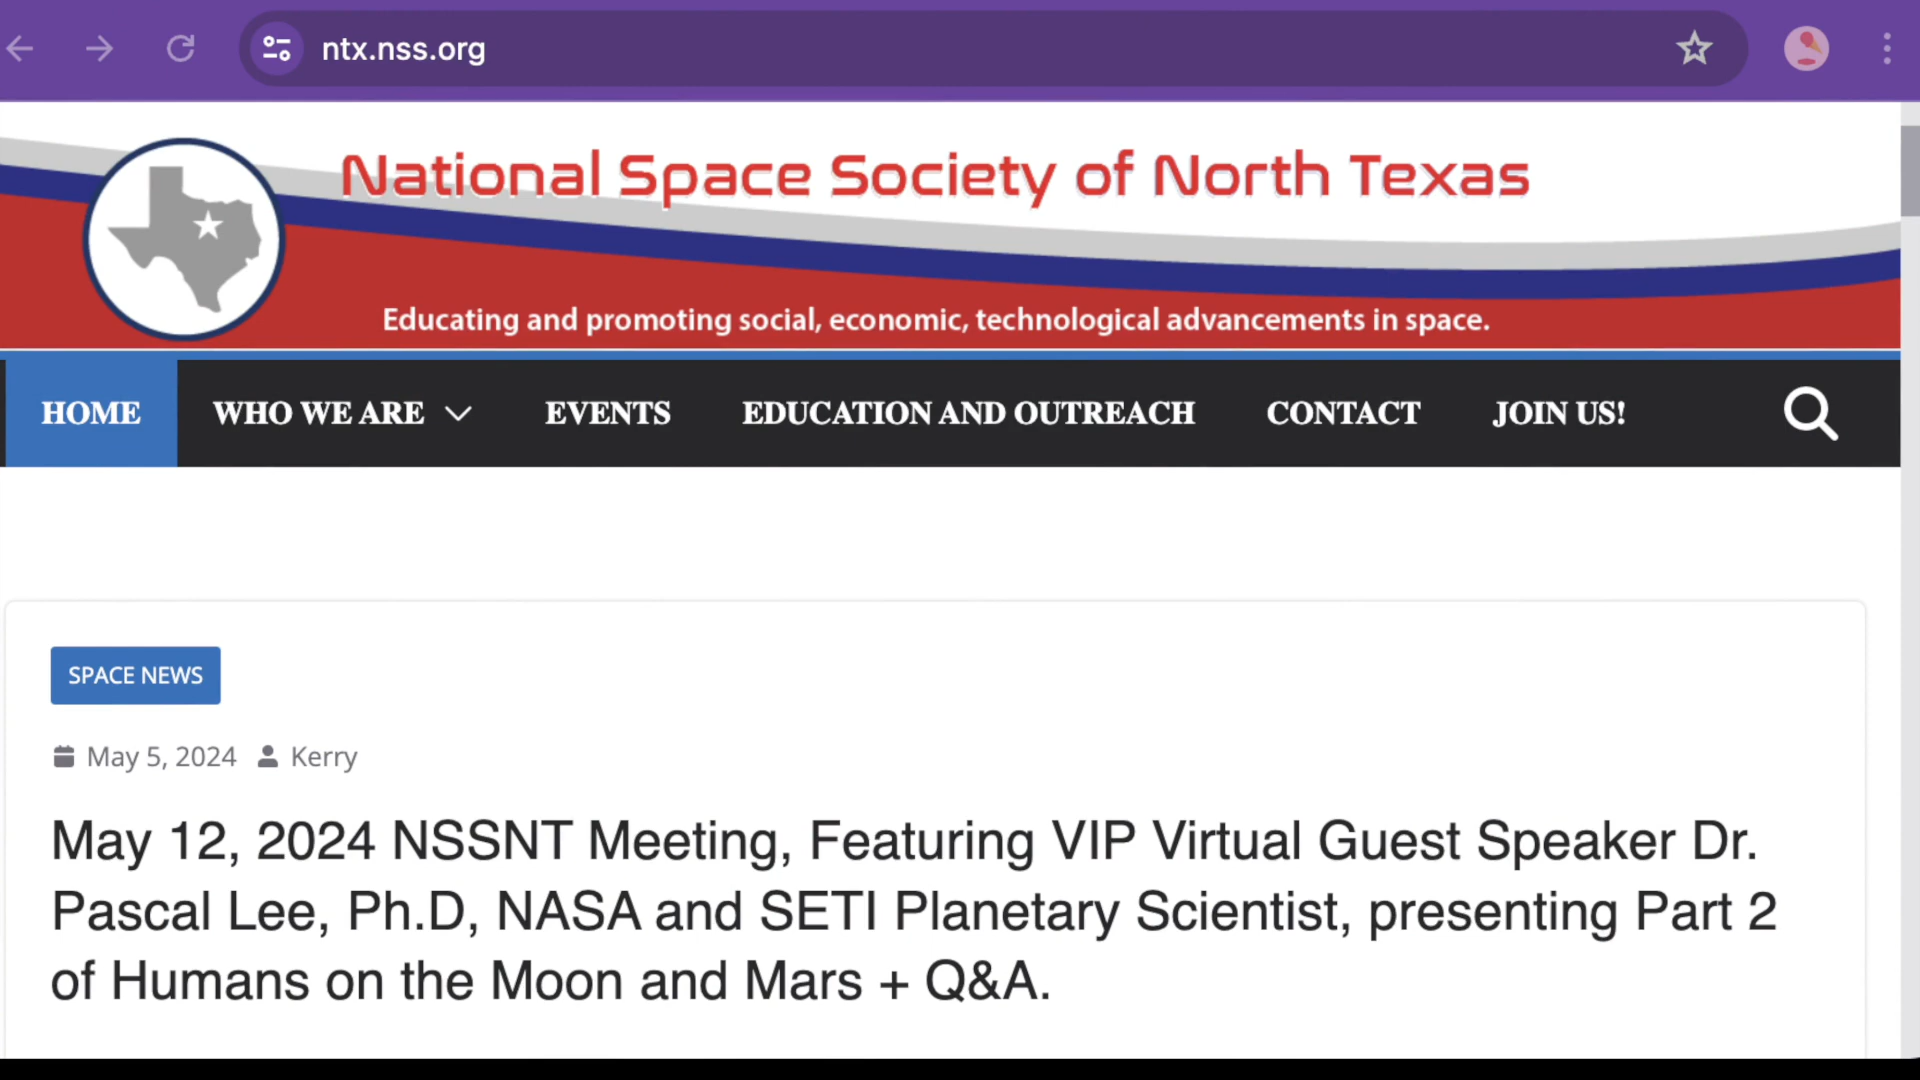 ntx.nss.org
National Space Society of North Texas
Educating and promoting social, economic, technological advancements in space.
HOME WHO WE ARE EVENTS EDUCATION AND OUTREACH CONTACT JOIN US!
SPACE NEWS
May 5, 2024 Kerry
May 12, 2024 NSSNT Meeting, Featuring VIP Virtual Guest Speaker Dr.
Pascal Lee, Ph.D, NASA and SETI Planetary Scientist, presenting Part 2
of Humans on the Moon and Mars + Q&A.